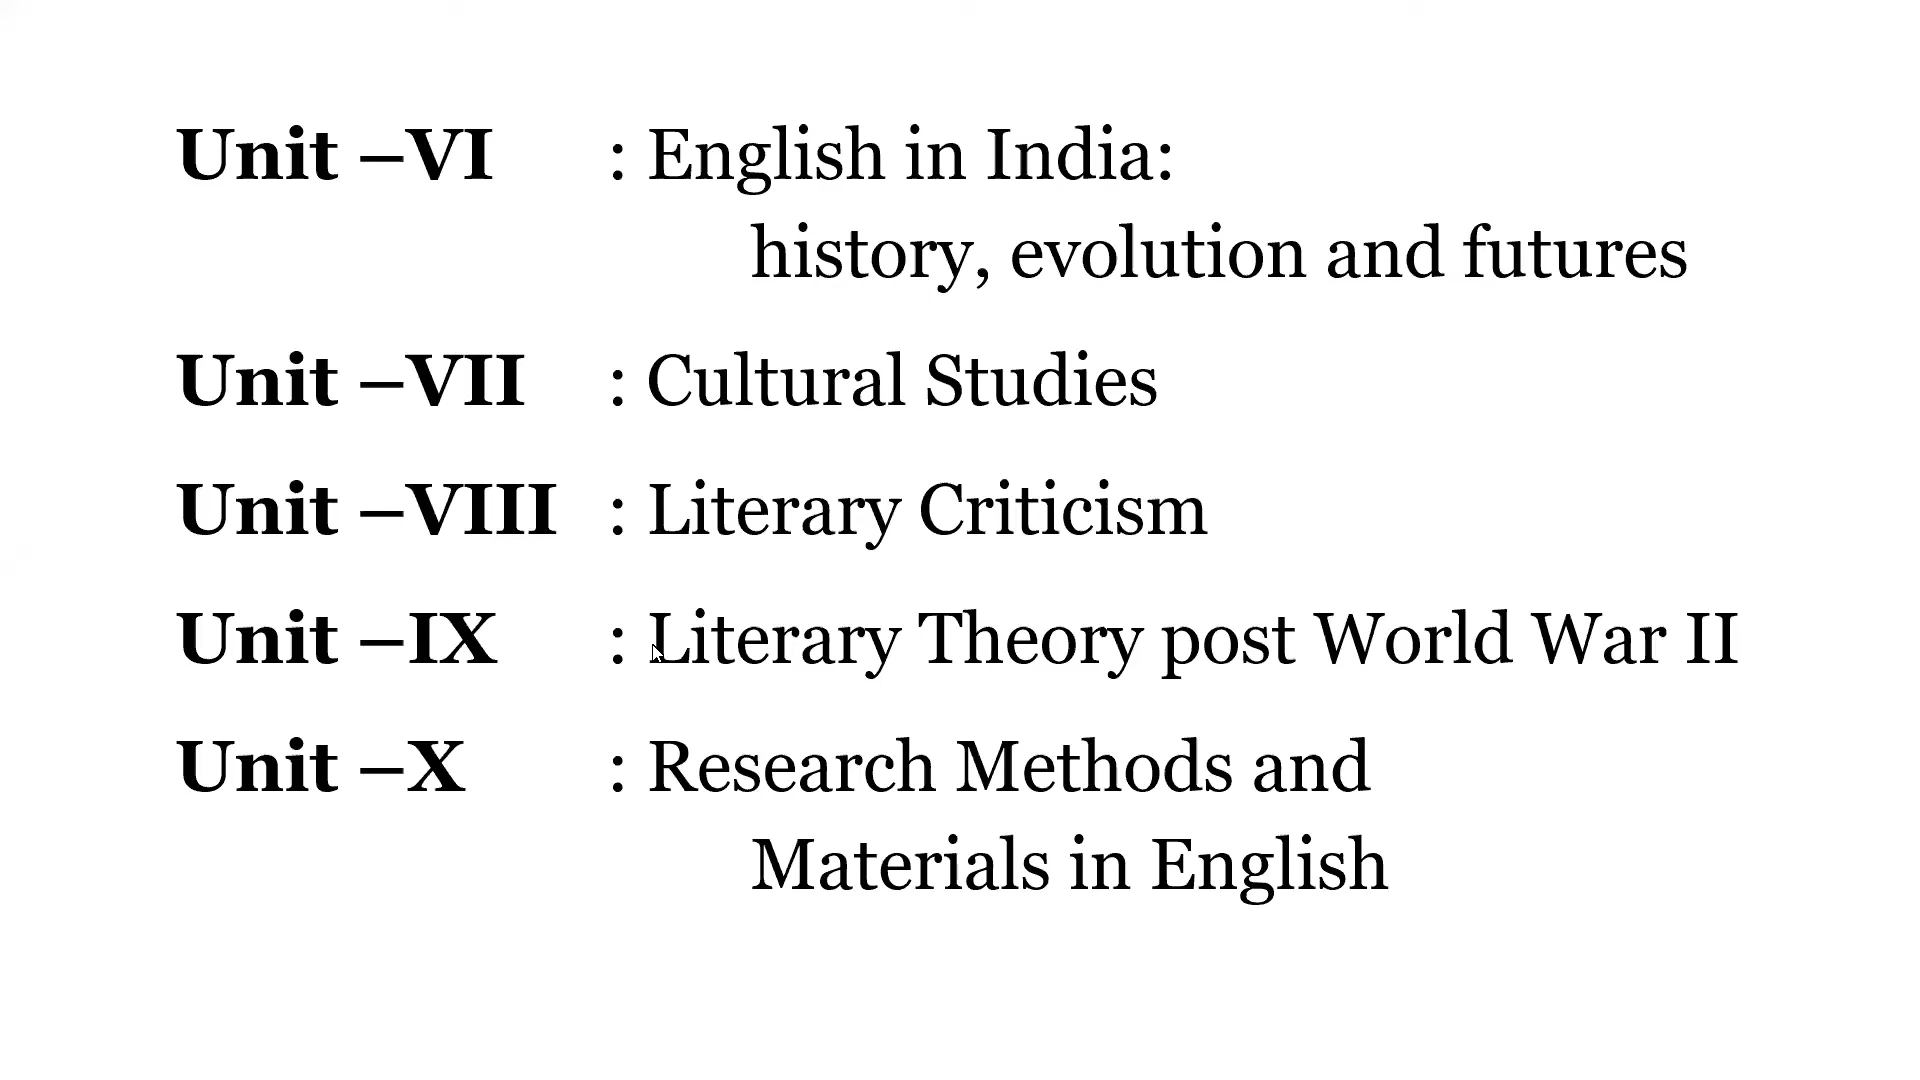 Unit –VI : English in India:
history, evolution and futures
Unit –VII : Cultural Studies
Unit –VIII : Literary Criticism
Unit –IX : Literary Theory post World War II
Unit –X : Research Methods and
Materials in English